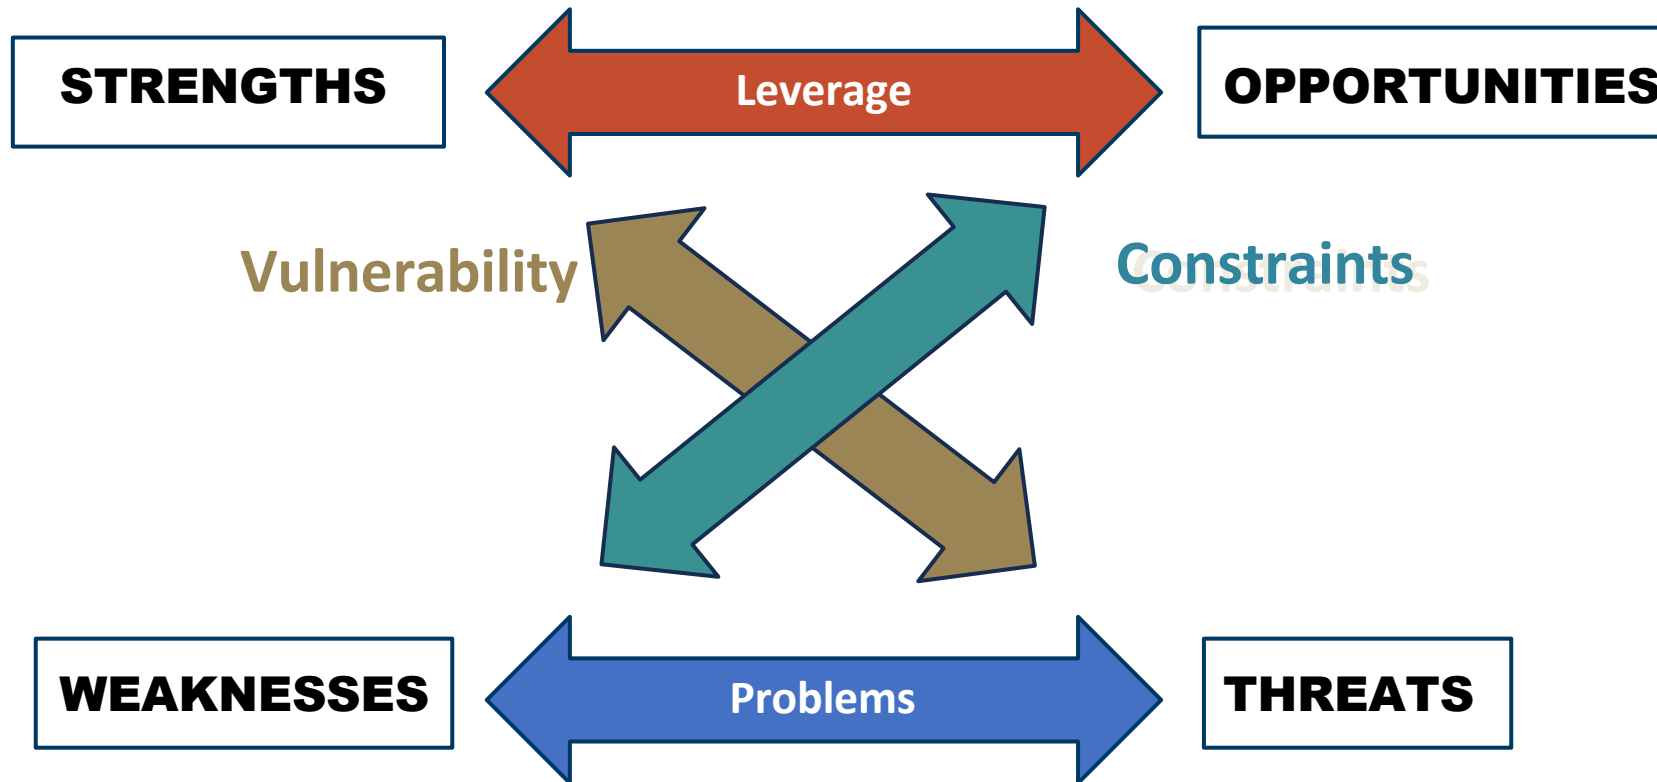 STRENGTHS
Leverage
OPPORTUNITIES
Vulnerability
Constraints
WEAKNESSES
Problems
THREATS